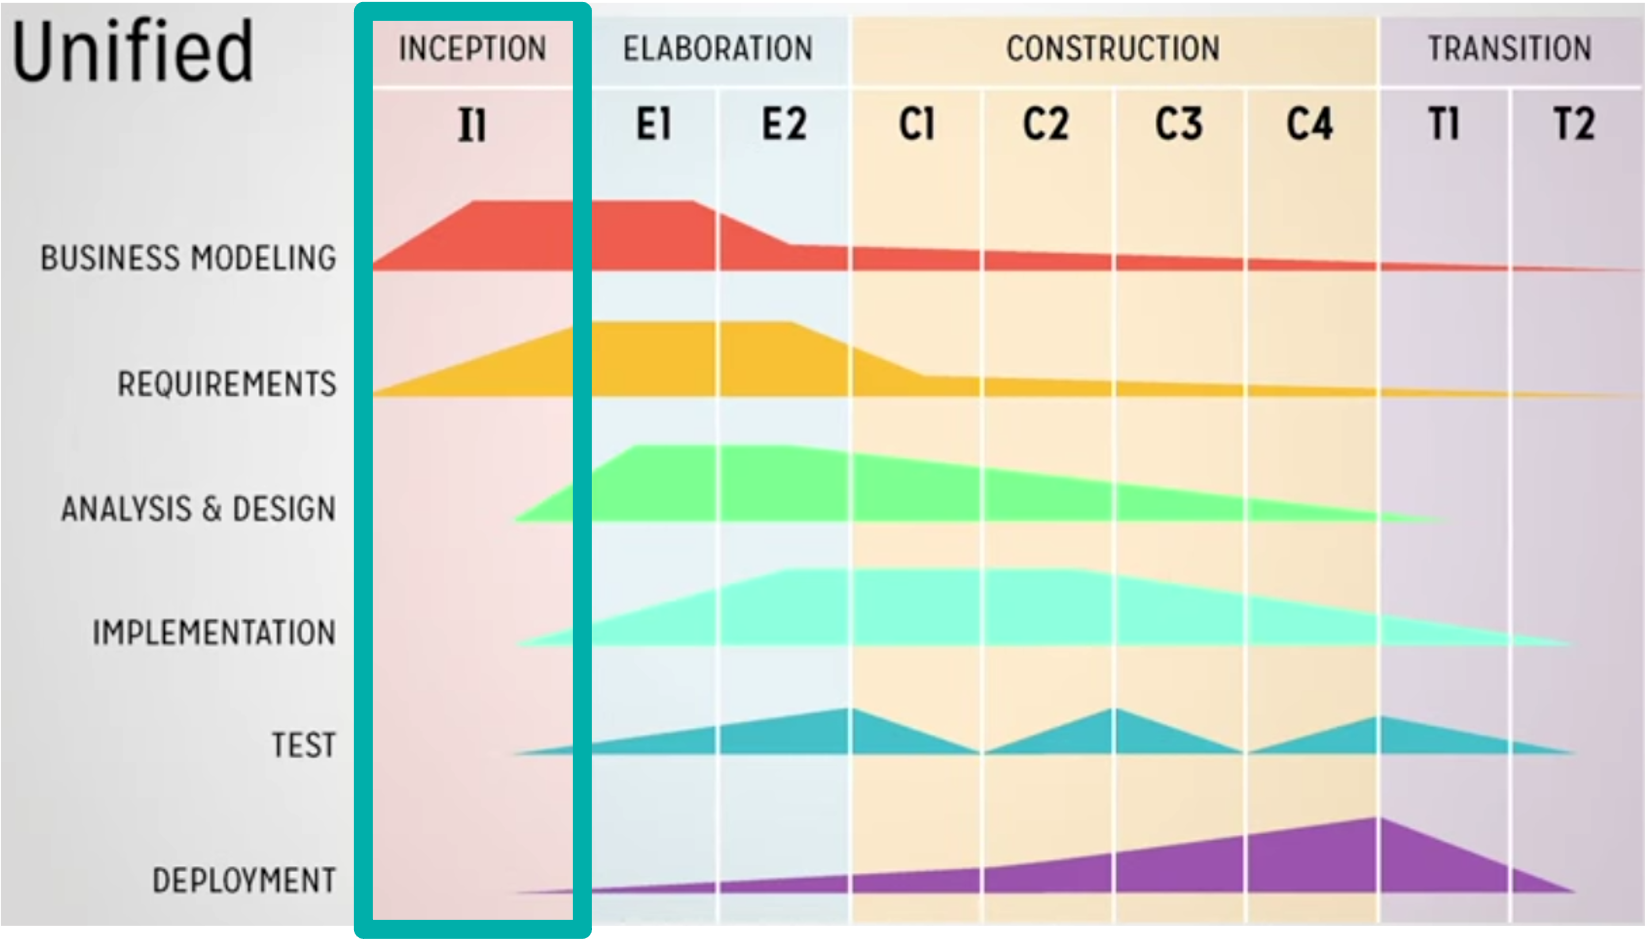 Unified
INCEPTION ELABORATION CONSTRUCTION TRANSITION
I1 E1 E2 C1 C2 C3 C4 T1 T2
BUSINESS MODELING
REQUIREMENTS
ANALYSIS & DESIGN
IMPLEMENTATION
TEST
DEPLOYMENT